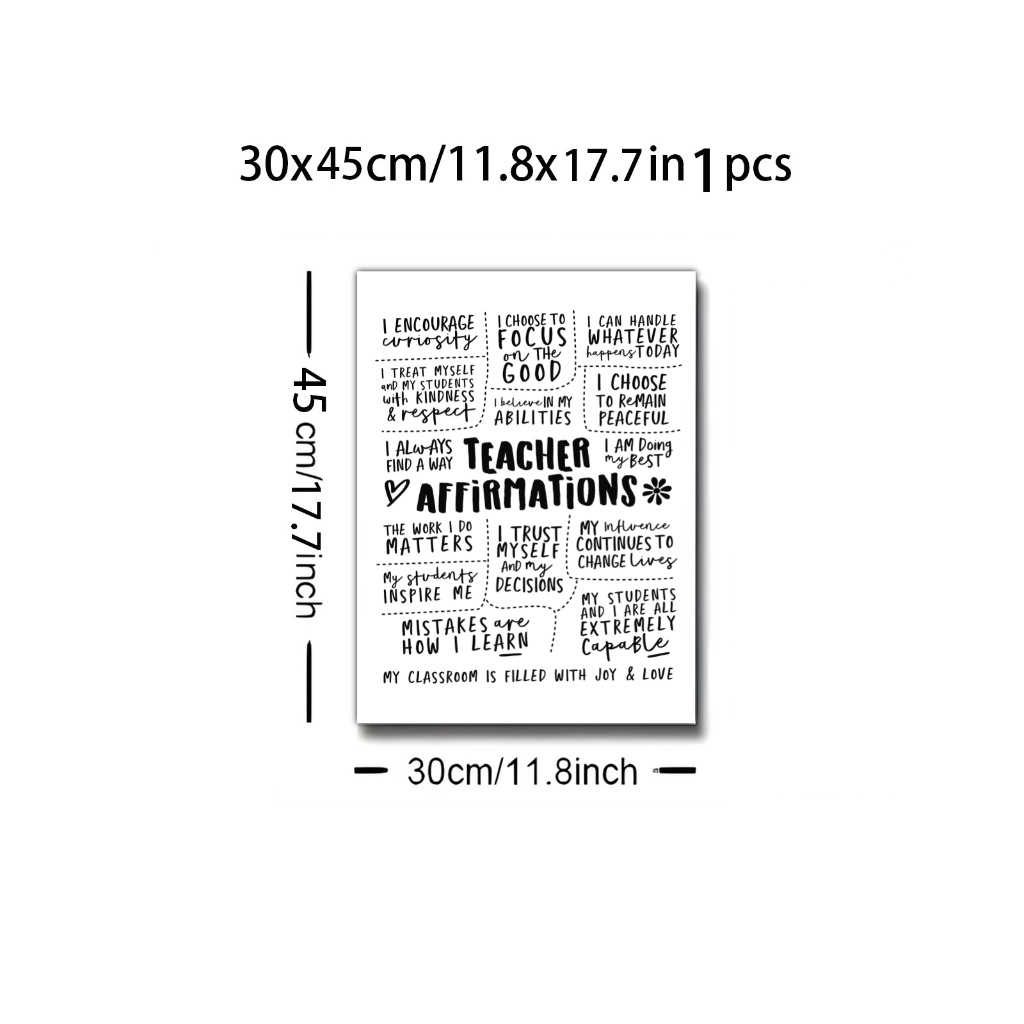 30x45cm/11.8x17.7in 1 pcs
45cm/17.7inch
I ENCOURAGE
curiosity
I CHOOSE TO
FOCUS
on THE
GOOD
I CAN HANDLE
WHATEVER
happens TODAY
I TREAT MYSELF
and MY STUDENTS
with KINDNESS
& respect
I believe IN MY
ABILITIES
I CHOOSE
TO REMAIN
PEACEFUL
I ALWAYS
FIND A WAY
TEACHER
AFFIRMATIONS
I AM Doing
my BEST
THE WORK I DO
MATTERS
I TRUST
MYSELF
AND my
DECISIONS
MY Influence
CONTINUES TO
CHANGE Lives
My students
INSPIRE ME
MISTAKES are
HOW I LEARN
MY STUDENTS
AND I ARE ALL
EXTREMELY
CapaBLe
MY CLASSROOM IS FILLED WITH JOY & LOVE
30cm/11.8inch